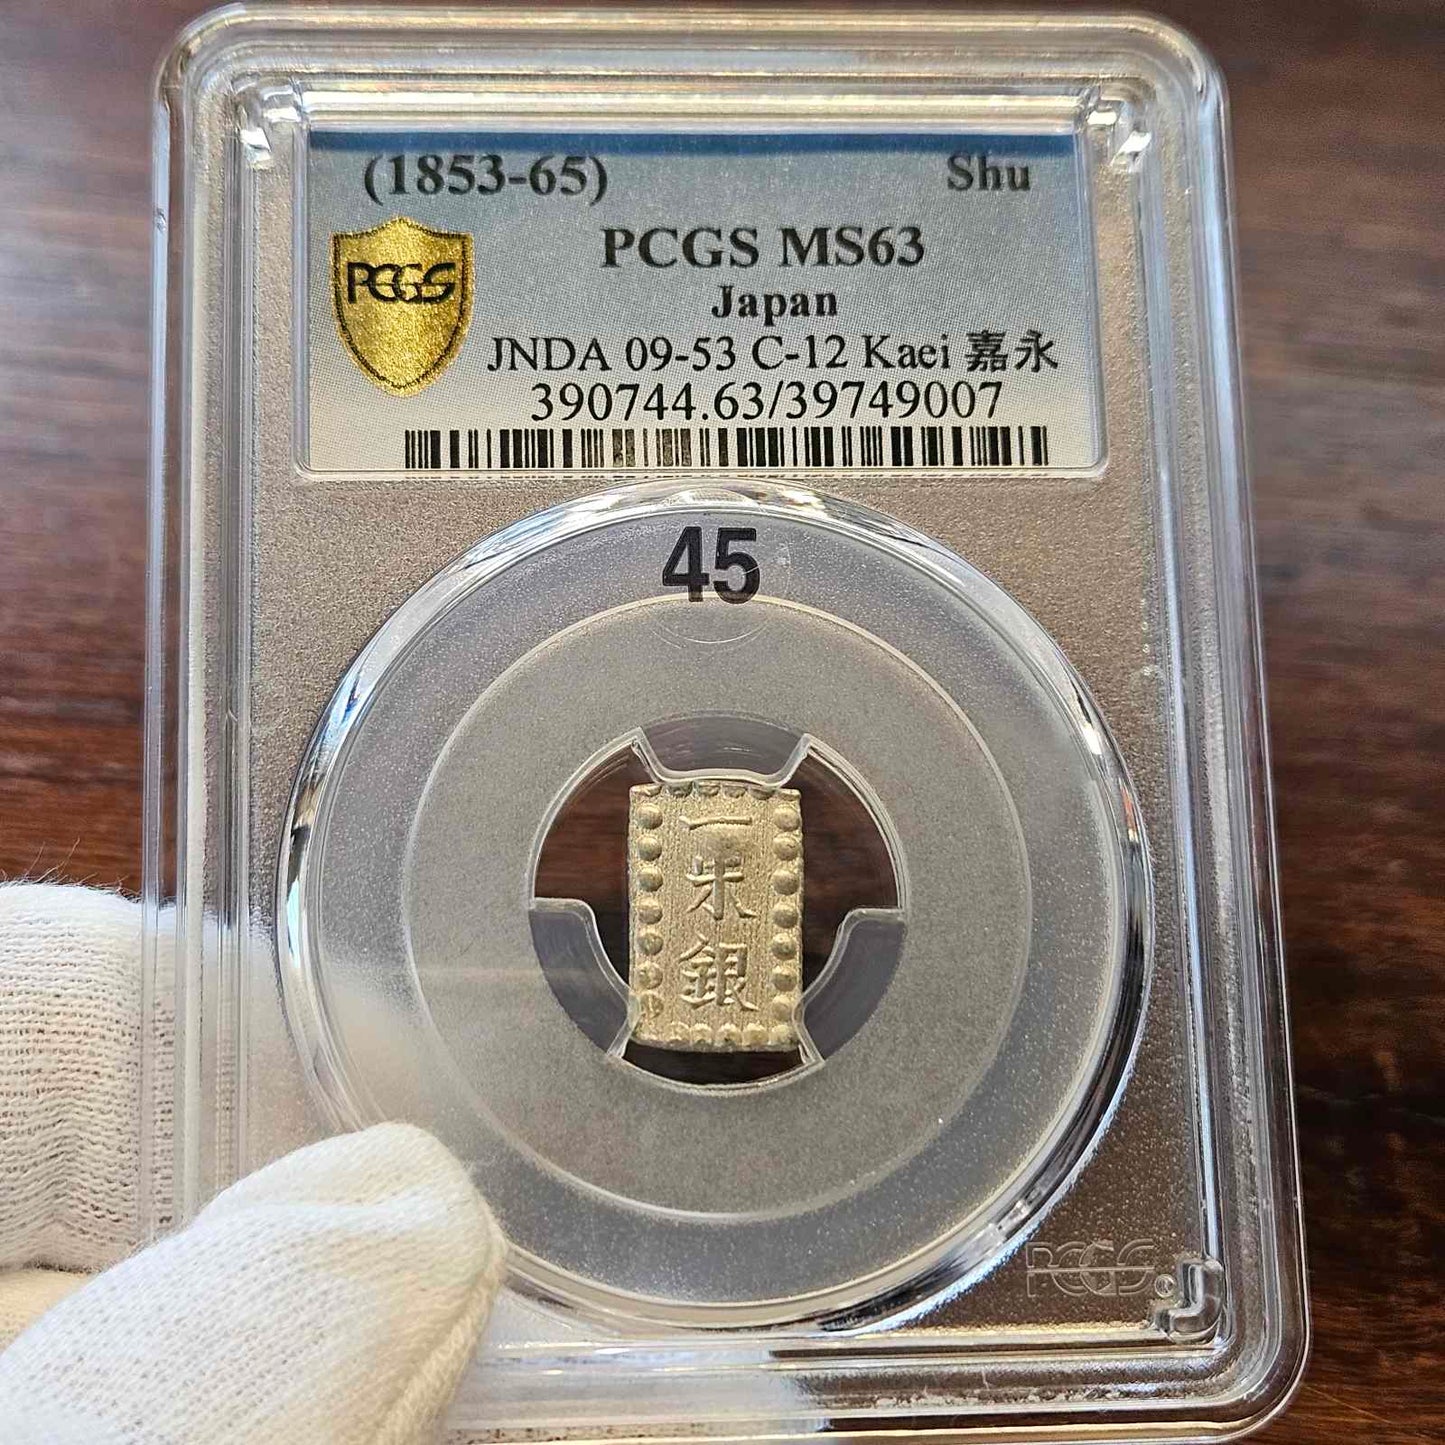 (1853-65) Shu
PCGS MS63
PCGS
Japan
JNDA 09-53 C-12 Kaei 嘉永
390744.63/39749007
45
一朱銀
PCGS